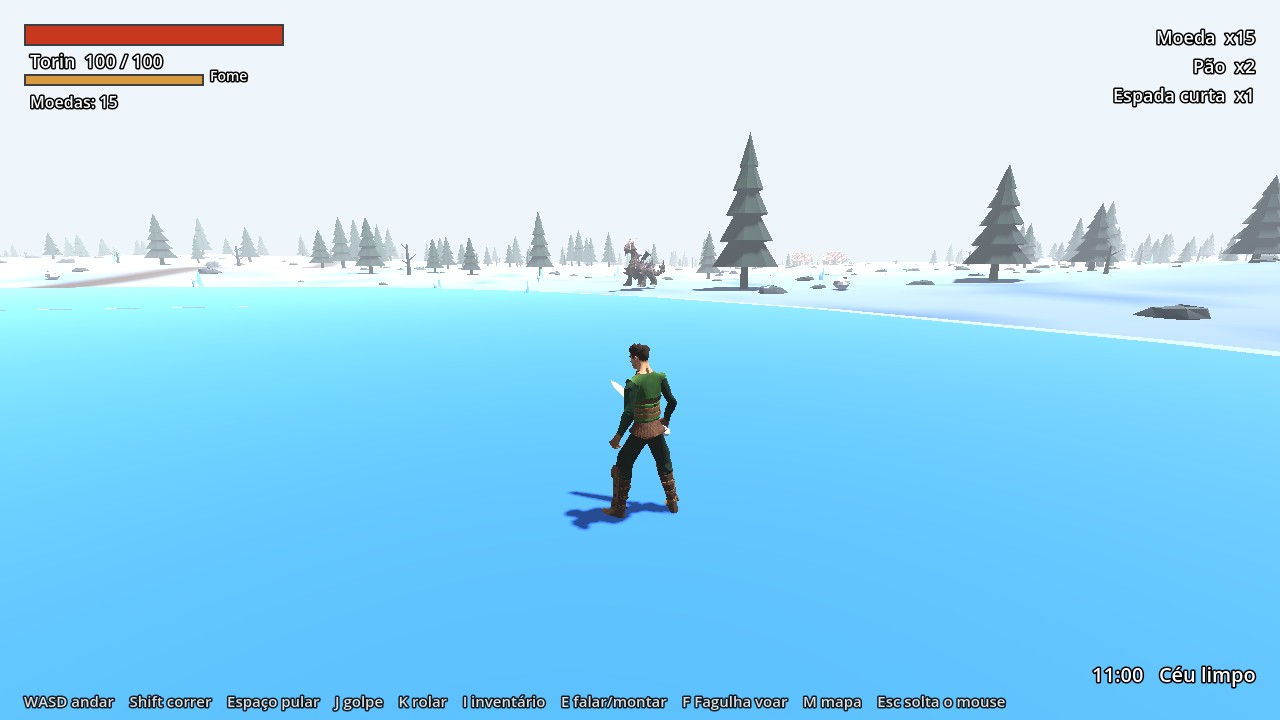 Torin 100 / 100
Fome
Moedas: 15
Moeda x15
Pão x2
Espada curta x1
11:00 Céu limpo
WASD andar Shift correr Espaço pular J golpe K rolar I inventário E falar/montar F Fagulha voar M mapa Esc solta o mouse